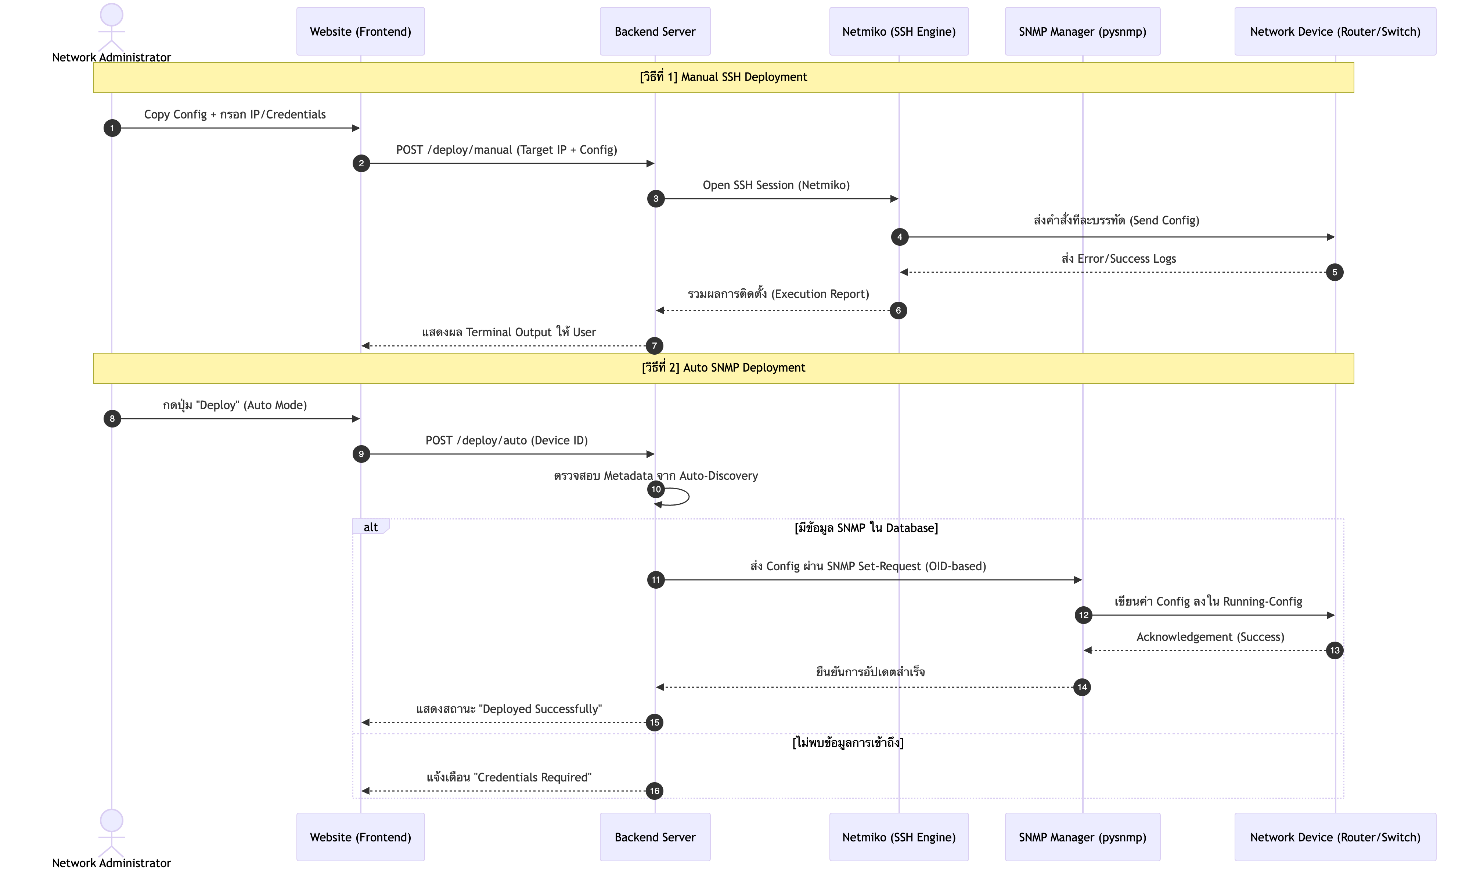 Network Administrator
Website (Frontend)
Backend Server
Netmiko (SSH Engine)
SNMP Manager (pysnmp)
Network Device (Router/Switch)
[วิธีที่ 1] Manual SSH Deployment
1
Copy Config + กรอก IP/Credentials
2
POST /deploy/manual (Target IP + Config)
3
Open SSH Session (Netmiko)
4
ส่งคำสั่งทีละบรรทัด (Send Config)
5
ส่ง Error/Success Logs
6
รวมผลการติดตั้ง (Execution Report)
7
แสดงผล Terminal Output ให้ User
[วิธีที่ 2] Auto SNMP Deployment
8
กดปุ่ม "Deploy" (Auto Mode)
9
POST /deploy/auto (Device ID)
ตรวจสอบ Metadata จาก Auto-Discovery
10
alt
[มีข้อมูล SNMP ใน Database]
11
ส่ง Config ผ่าน SNMP Set-Request (OID-based)
12
เขียนค่า Config ลงใน Running-Config
13
Acknowledgement (Success)
14
ยืนยันการอัปเดตสำเร็จ
15
แสดงสถานะ "Deployed Successfully"
[ไม่พบข้อมูลการเข้าถึง]
16
แจ้งเตือน "Credentials Required"
Network Administrator
Website (Frontend)
Backend Server
Netmiko (SSH Engine)
SNMP Manager (pysnmp)
Network Device (Router/Switch)